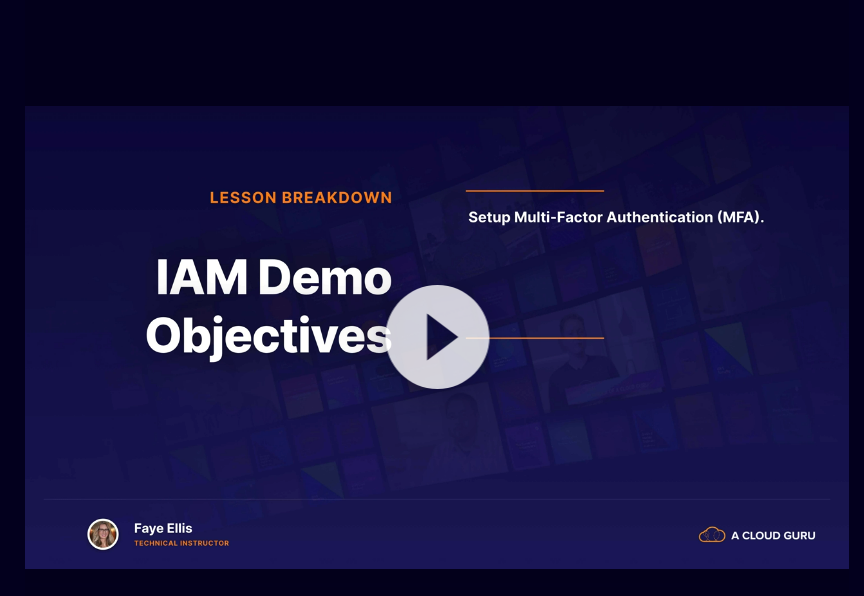 LESSON BREAKDOWN
IAM Demo
Objectives
Setup Multi-Factor Authentication (MFA).
Faye Ellis
TECHNICAL INSTRUCTOR
A CLOUD GURU